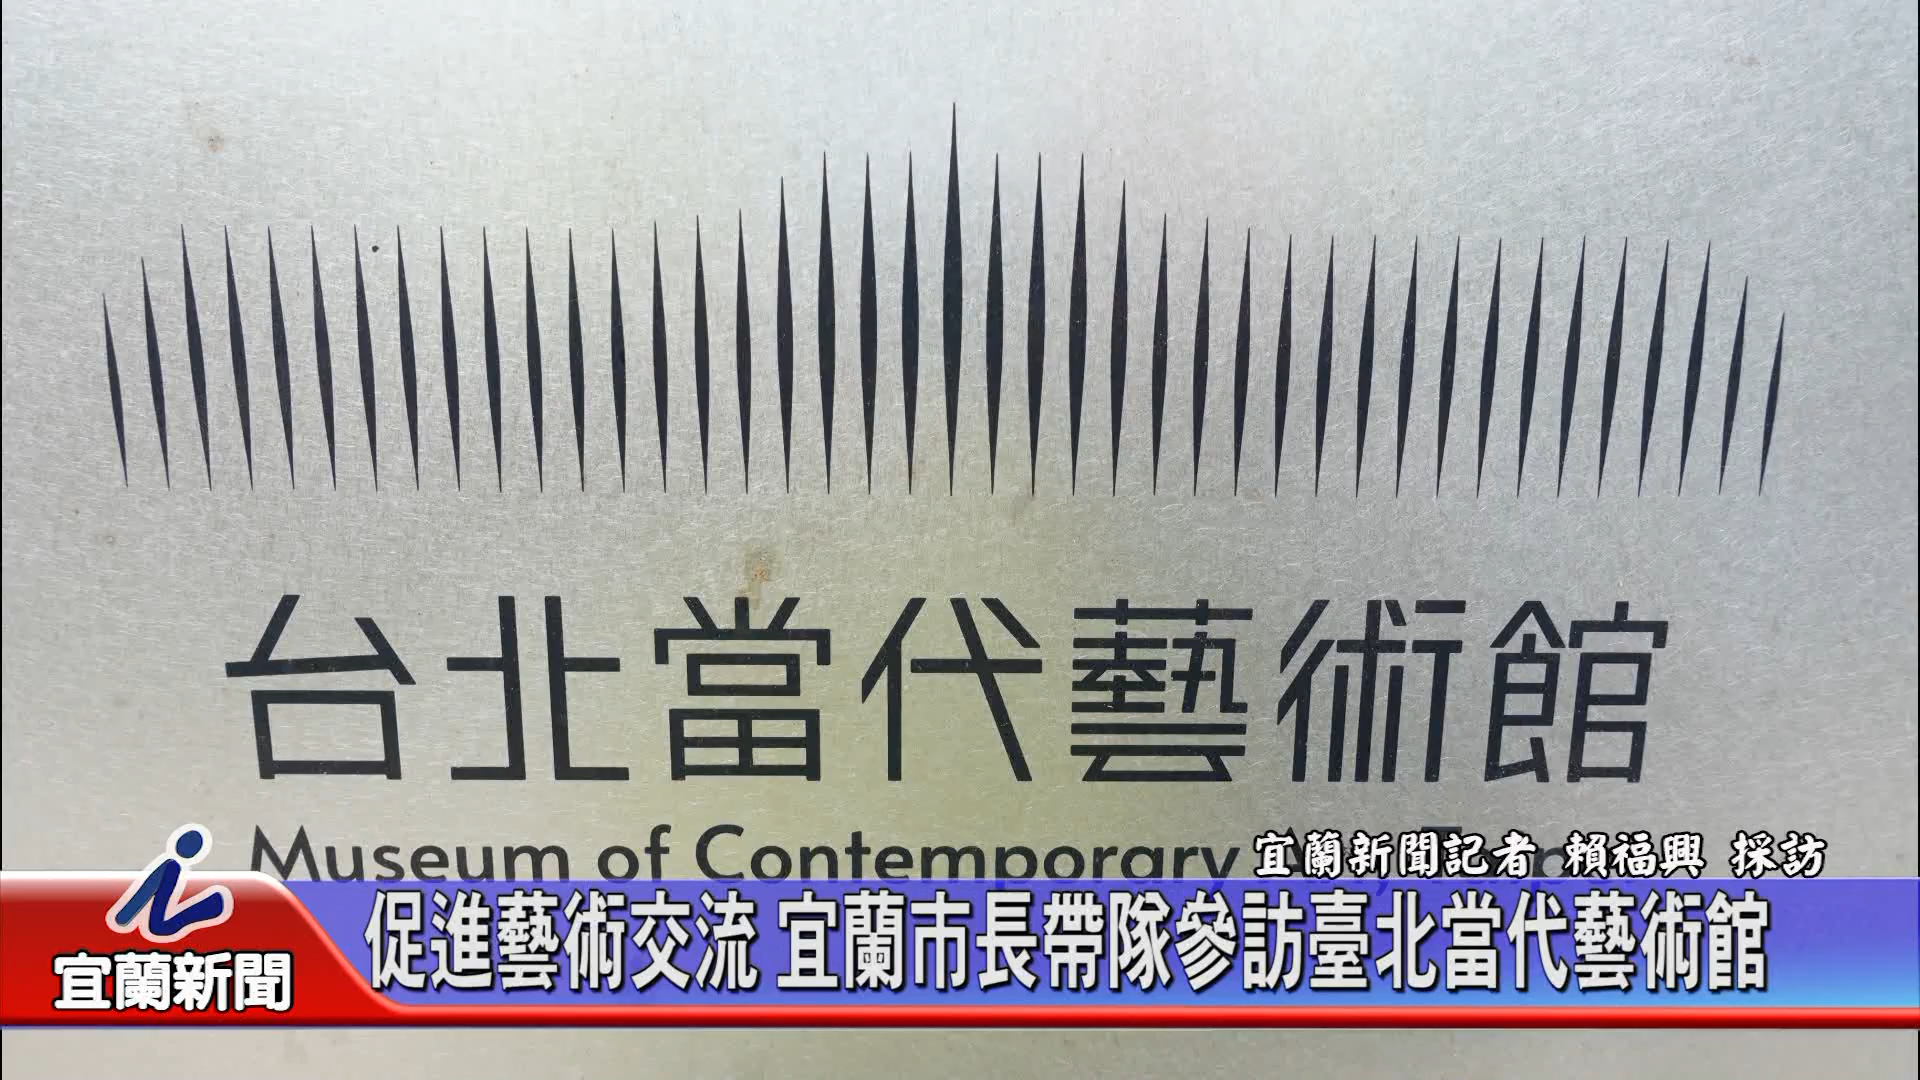 台北當代藝術館
Museum of Contemporary
宜蘭新聞記者 賴福興 採訪
促進藝術交流 宜蘭市長帶隊參訪臺北當代藝術館
宜蘭新聞